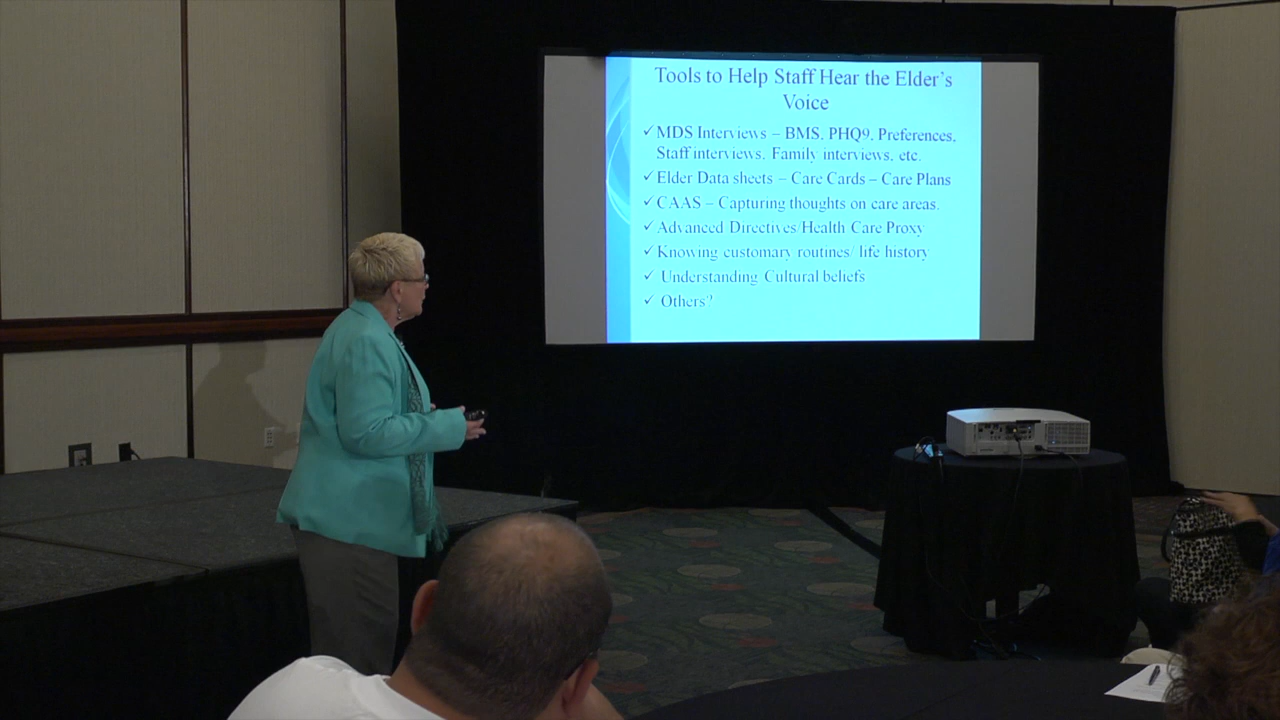 Tools to Help Staff Hear the Elder's
Voice
✓ MDS Interviews – BMS, PHQ9, Preferences,
Staff interviews, Family interviews, etc.
✓ Elder Data sheets – Care Cards – Care Plans
✓ CAAS – Capturing thoughts on care areas.
✓ Advanced Directives/Health Care Proxy
✓ Knowing customary routines/ life history
✓ Understanding Cultural beliefs
✓ Others?